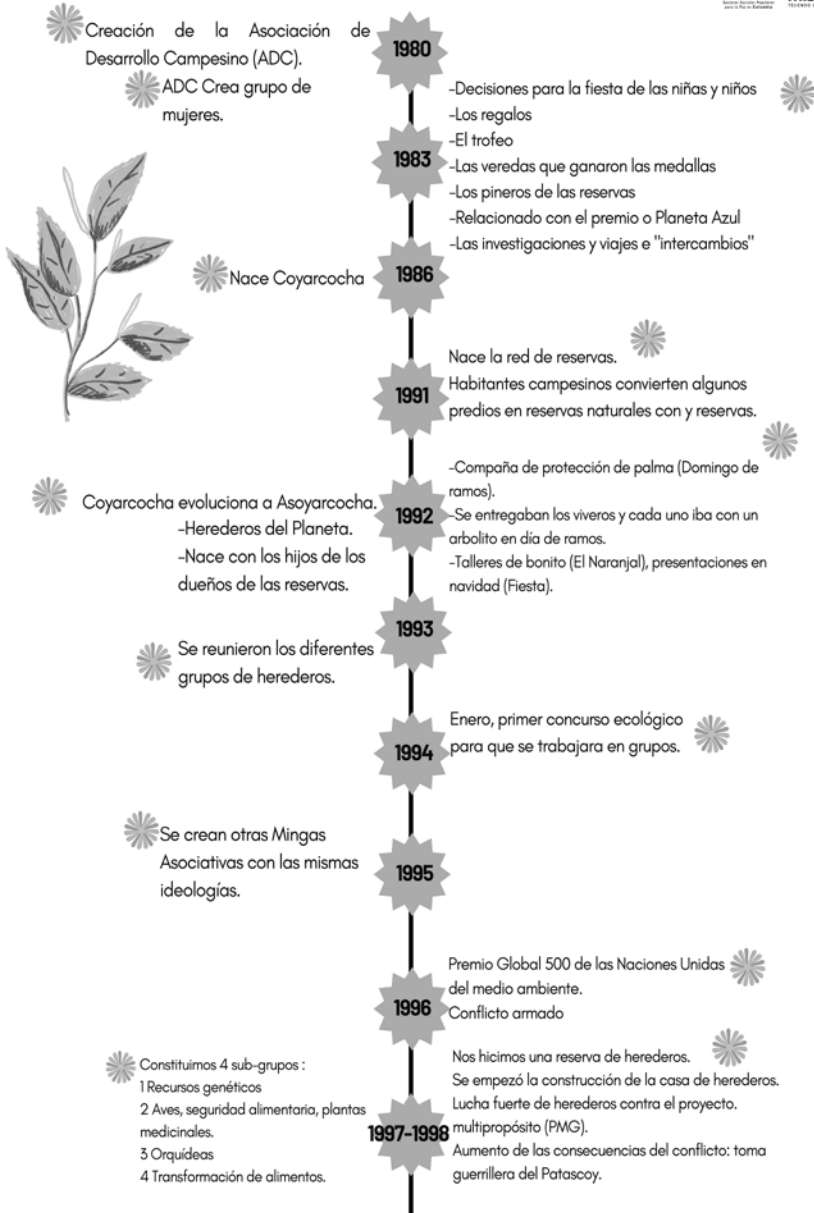 Creación de la Asociación de
Desarrollo Campesino (ADC).
1980
ADC Crea grupo de
mujeres.
-Decisiones para la fiesta de las niñas y niños
-Los regalos
-El trofeo
1983
-Las veredas que ganaron las medallas
-Los pineros de las reservas
-Relacionado con el premio o Planeta Azul
-Las investigaciones y viajes e "intercambios"
Nace Coyarcocha
1986
Nace la red de reservas.
1991
Habitantes campesinos convierten algunos
predios en reservas naturales con y reservas.
Coyarcocha evoluciona a Asoyarcocha.
-Herederos del Planeta.
-Nace con los hijos de los
dueños de las reservas.
1992
-Compaña de protección de palma (Domingo de
ramos).
-Se entregaban los viveros y cada uno iba con un
arbolito en día de ramos.
-Talleres de bonito (El Naranjal), presentaciones en
navidad (Fiesta).
1993
Se reunieron los diferentes
grupos de herederos.
1994
Enero, primer concurso ecológico
para que se trabajara en grupos.
Se crean otras Mingas
Asociativas con las mismas
ideologías.
1995
Premio Global 500 de las Naciones Unidas
del medio ambiente.
1996
Conflicto armado
Constituimos 4 sub-grupos :
1 Recursos genéticos
2 Aves, seguridad alimentaria, plantas
medicinales.
3 Orquídeas
4 Transformación de alimentos.
1997-1998
Nos hicimos una reserva de herederos.
Se empezó la construcción de la casa de herederos.
Lucha fuerte de herederos contra el proyecto.
multipropósito (PMG).
Aumento de las consecuencias del conflicto: toma
guerrillera del Patascoy.